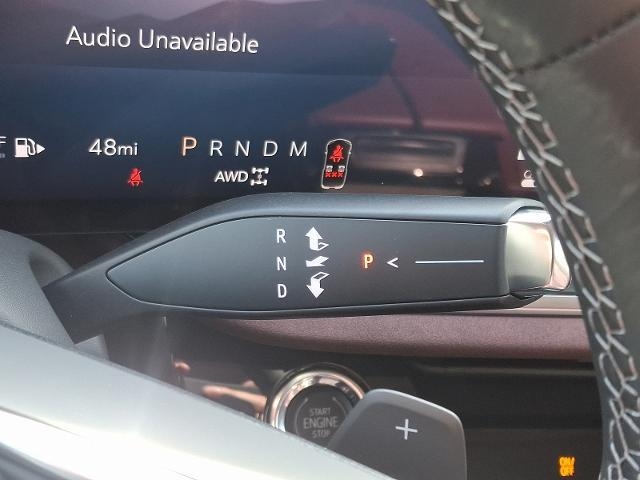 Audio Unavailable
F
48mi
P R N D M
AWD
R
N
D
P <
START
ENGINE
STOP
+
ON/
OFF